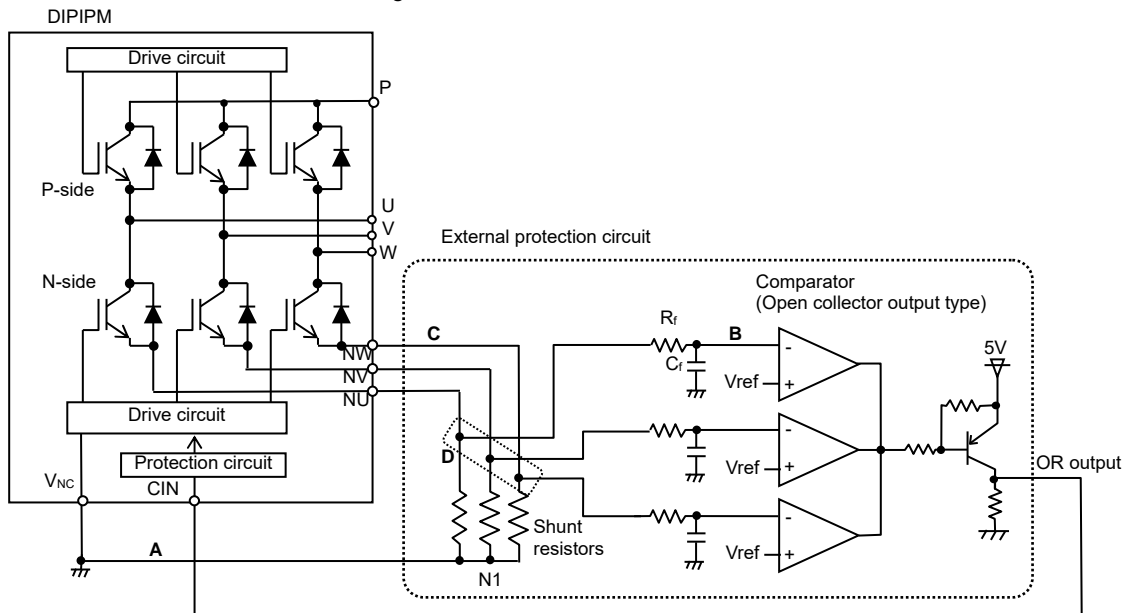 DIPIPM
Drive circuit
P
P-side
U
V
W
N-side
External protection circuit
Comparator
(Open collector output type)
Rf
B
C
Cf
-
Vref
+
5V
NW
NV
NU
Drive circuit
D
-
Vref
+
OR output
Protection circuit
VNC
CIN
Shunt
resistors
-
Vref
+
A
N1